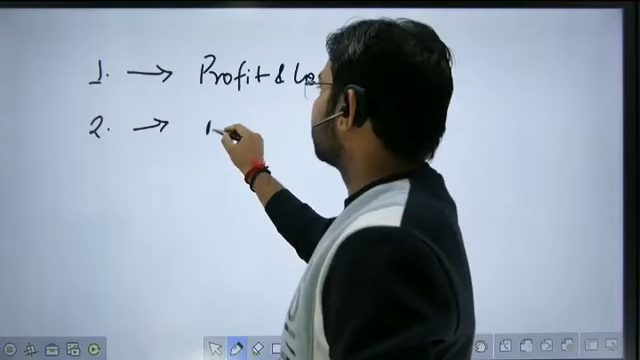 1. → Profit & Lo
2. →